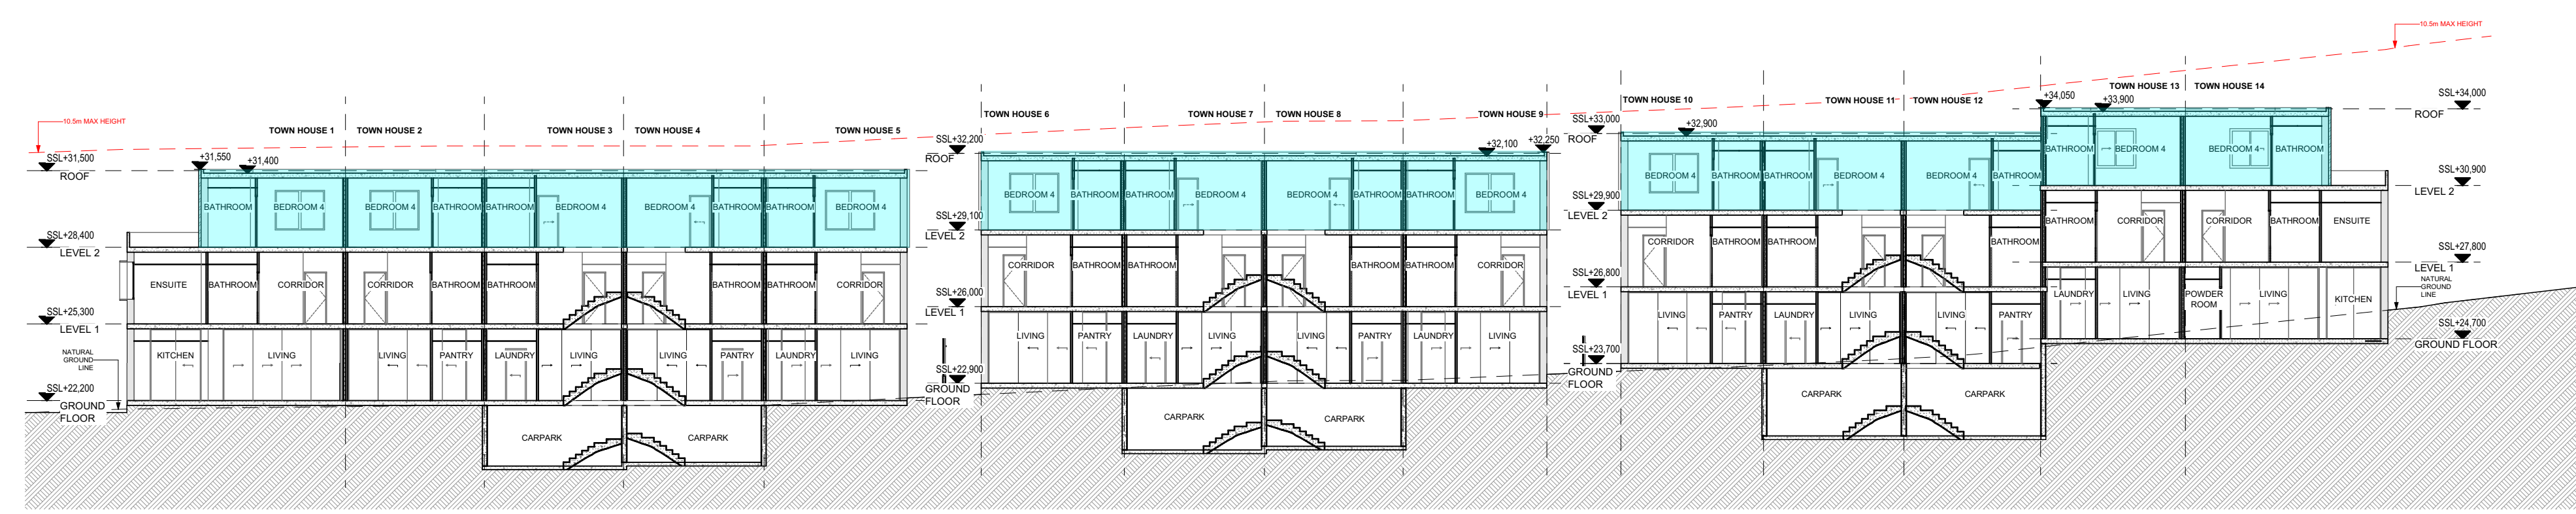 10.5m MAX HEIGHT
10.5m MAX HEIGHT
TOWN HOUSE 1
TOWN HOUSE 2
TOWN HOUSE 3
TOWN HOUSE 4
TOWN HOUSE 5
TOWN HOUSE 6
TOWN HOUSE 7
TOWN HOUSE 8
TOWN HOUSE 9
TOWN HOUSE 10
TOWN HOUSE 11
TOWN HOUSE 12
TOWN HOUSE 13
TOWN HOUSE 14
SSL+31,500
ROOF
+31,550
+31,400
SSL+28,400
LEVEL 2
SSL+25,300
LEVEL 1
NATURAL
GROUND
LINE
SSL+22,200
GROUND
FLOOR
BATHROOM
BEDROOM 4
BEDROOM 4
BATHROOM
BATHROOM
BEDROOM 4
BEDROOM 4
BATHROOM
BATHROOM
BEDROOM 4
ENSUITE
BATHROOM
CORRIDOR
CORRIDOR
BATHROOM
BATHROOM
BATHROOM
BATHROOM
CORRIDOR
KITCHEN
LIVING
LIVING
PANTRY
LAUNDRY
LIVING
LIVING
PANTRY
LAUNDRY
LIVING
CARPARK
CARPARK
SSL+32,200
ROOF
+32,100
+32,250
SSL+29,100
LEVEL 2
SSL+26,000
LEVEL 1
SSL+22,900
GROUND
FLOOR
BEDROOM 4
BATHROOM
BATHROOM
BEDROOM 4
BEDROOM 4
BATHROOM
BATHROOM
BEDROOM 4
CORRIDOR
BATHROOM
BATHROOM
BATHROOM
BATHROOM
CORRIDOR
LIVING
PANTRY
LAUNDRY
LIVING
LIVING
PANTRY
LAUNDRY
LIVING
CARPARK
CARPARK
SSL+33,000
ROOF
+32,900
SSL+29,900
LEVEL 2
SSL+26,800
LEVEL 1
SSL+23,700
GROUND
FLOOR
BEDROOM 4
BATHROOM
BATHROOM
BEDROOM 4
BEDROOM 4
BATHROOM
CORRIDOR
BATHROOM
BATHROOM
BATHROOM
LIVING
PANTRY
LAUNDRY
LIVING
LIVING
PANTRY
CARPARK
CARPARK
+34,050
+33,900
SSL+34,000
ROOF
SSL+30,900
LEVEL 2
SSL+27,800
LEVEL 1
NATURAL
GROUND
LINE
SSL+24,700
GROUND FLOOR
BATHROOM
BEDROOM 4
BEDROOM 4
BATHROOM
BATHROOM
CORRIDOR
CORRIDOR
BATHROOM
ENSUITE
LAUNDRY
LIVING
POWDER
ROOM
LIVING
KITCHEN